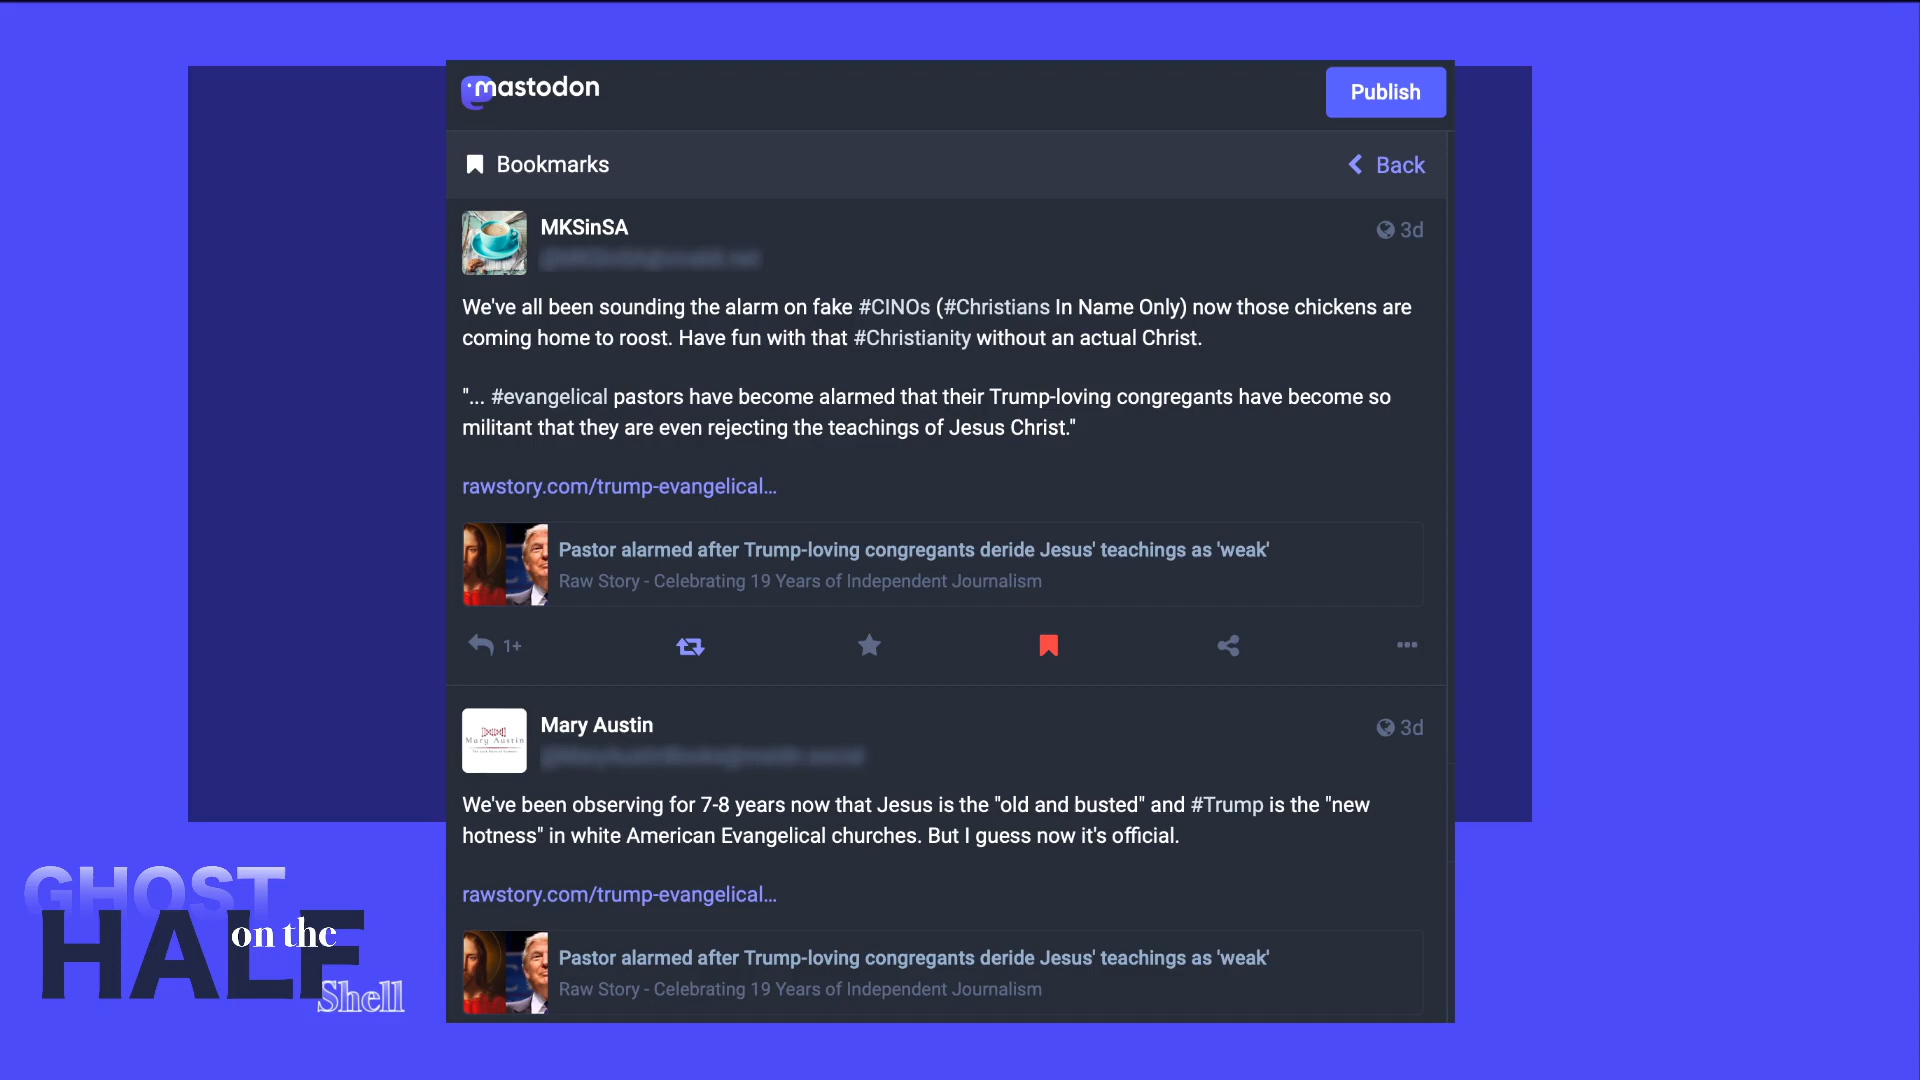 mastodon
Publish
Bookmarks
Back
MKSinSA
3d
We've all been sounding the alarm on fake #CINOs (#Christians In Name Only) now those chickens are
coming home to roost. Have fun with that #Christianity without an actual Christ.
"... #evangelical pastors have become alarmed that their Trump-loving congregants have become so
militant that they are even rejecting the teachings of Jesus Christ."
rawstory.com/trump-evangelical…
Pastor alarmed after Trump-loving congregants deride Jesus' teachings as 'weak'
Raw Story - Celebrating 19 Years of Independent Journalism
1+
Mary Austin
3d
Mary Austin
We've been observing for 7-8 years now that Jesus is the "old and busted" and #Trump is the "new
hotness" in white American Evangelical churches. But I guess now it's official.
rawstory.com/trump-evangelical…
Pastor alarmed after Trump-loving congregants deride Jesus' teachings as 'weak'
Raw Story - Celebrating 19 Years of Independent Journalism
GHOST
on the
HALF
Shell